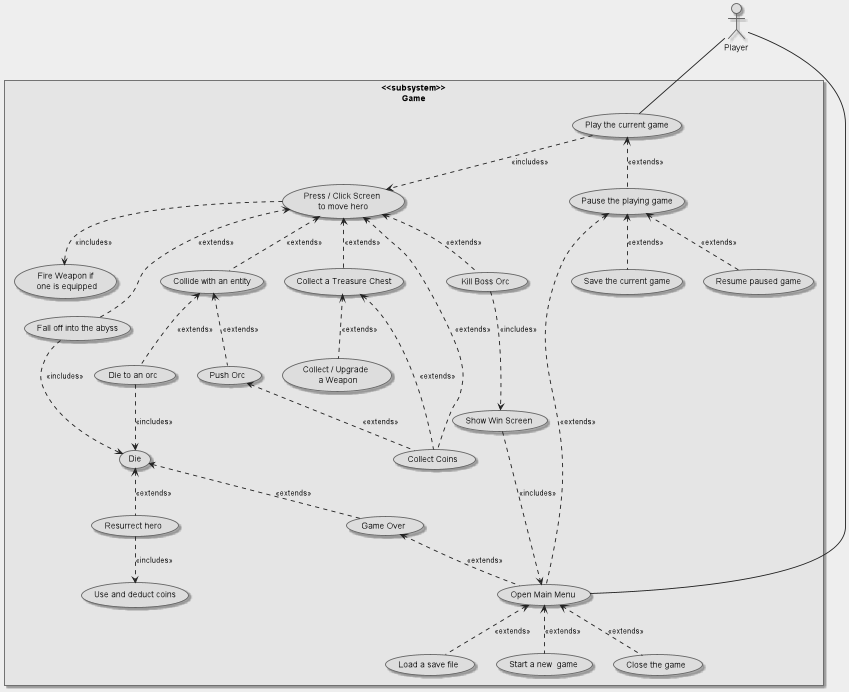 Player
<<subsystem>>
Game
Play the current game
«includes»
«extends»
Press / Click Screen
to move hero
Pause the playing game
«includes»
«extends»
«extends»
«extends»
«extends»
«extends»
«extends»
Fire Weapon if
one is equipped
Collide with an entity
Collect a Treasure Chest
Kill Boss Orc
Save the current game
Resume paused game
Fall off into the abyss
«extends»
«extends»
«extends»
«extends»
«includes»
«includes»
Die to an orc
Push Orc
Collect / Upgrade
a Weapon
«extends»
«includes»
«extends»
Show Win Screen
«extends»
Die
Collect Coins
«extends»
«extends»
«includes»
Resurrect hero
Game Over
«includes»
«extends»
Use and deduct coins
Open Main Menu
«extends»
«extends»
«extends»
Load a save file
Start a new  game
Close the game